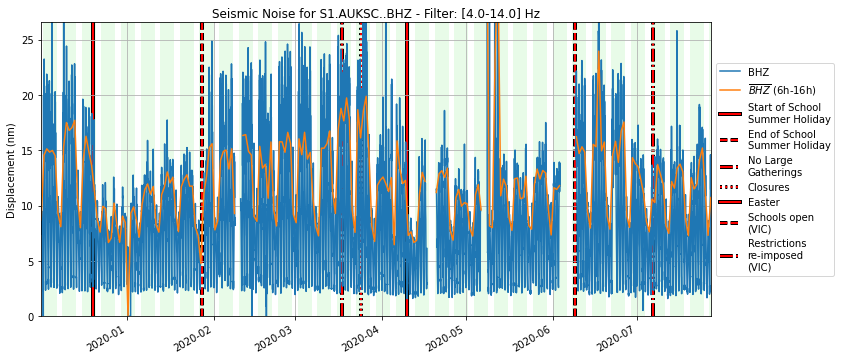 Seismic Noise for S1.AUKSC..BHZ - Filter: [4.0-14.0] Hz
Displacement (nm)
25
20
15
10
5
0
2020-01
2020-02
2020-03
2020-04
2020-05
2020-06
2020-07
BHZ
BHZ (6h-16h)
Start of School
Summer Holiday
End of School
Summer Holiday
No Large
Gatherings
Closures
Easter
Schools open
(VIC)
Restrictions
re-imposed
(VIC)